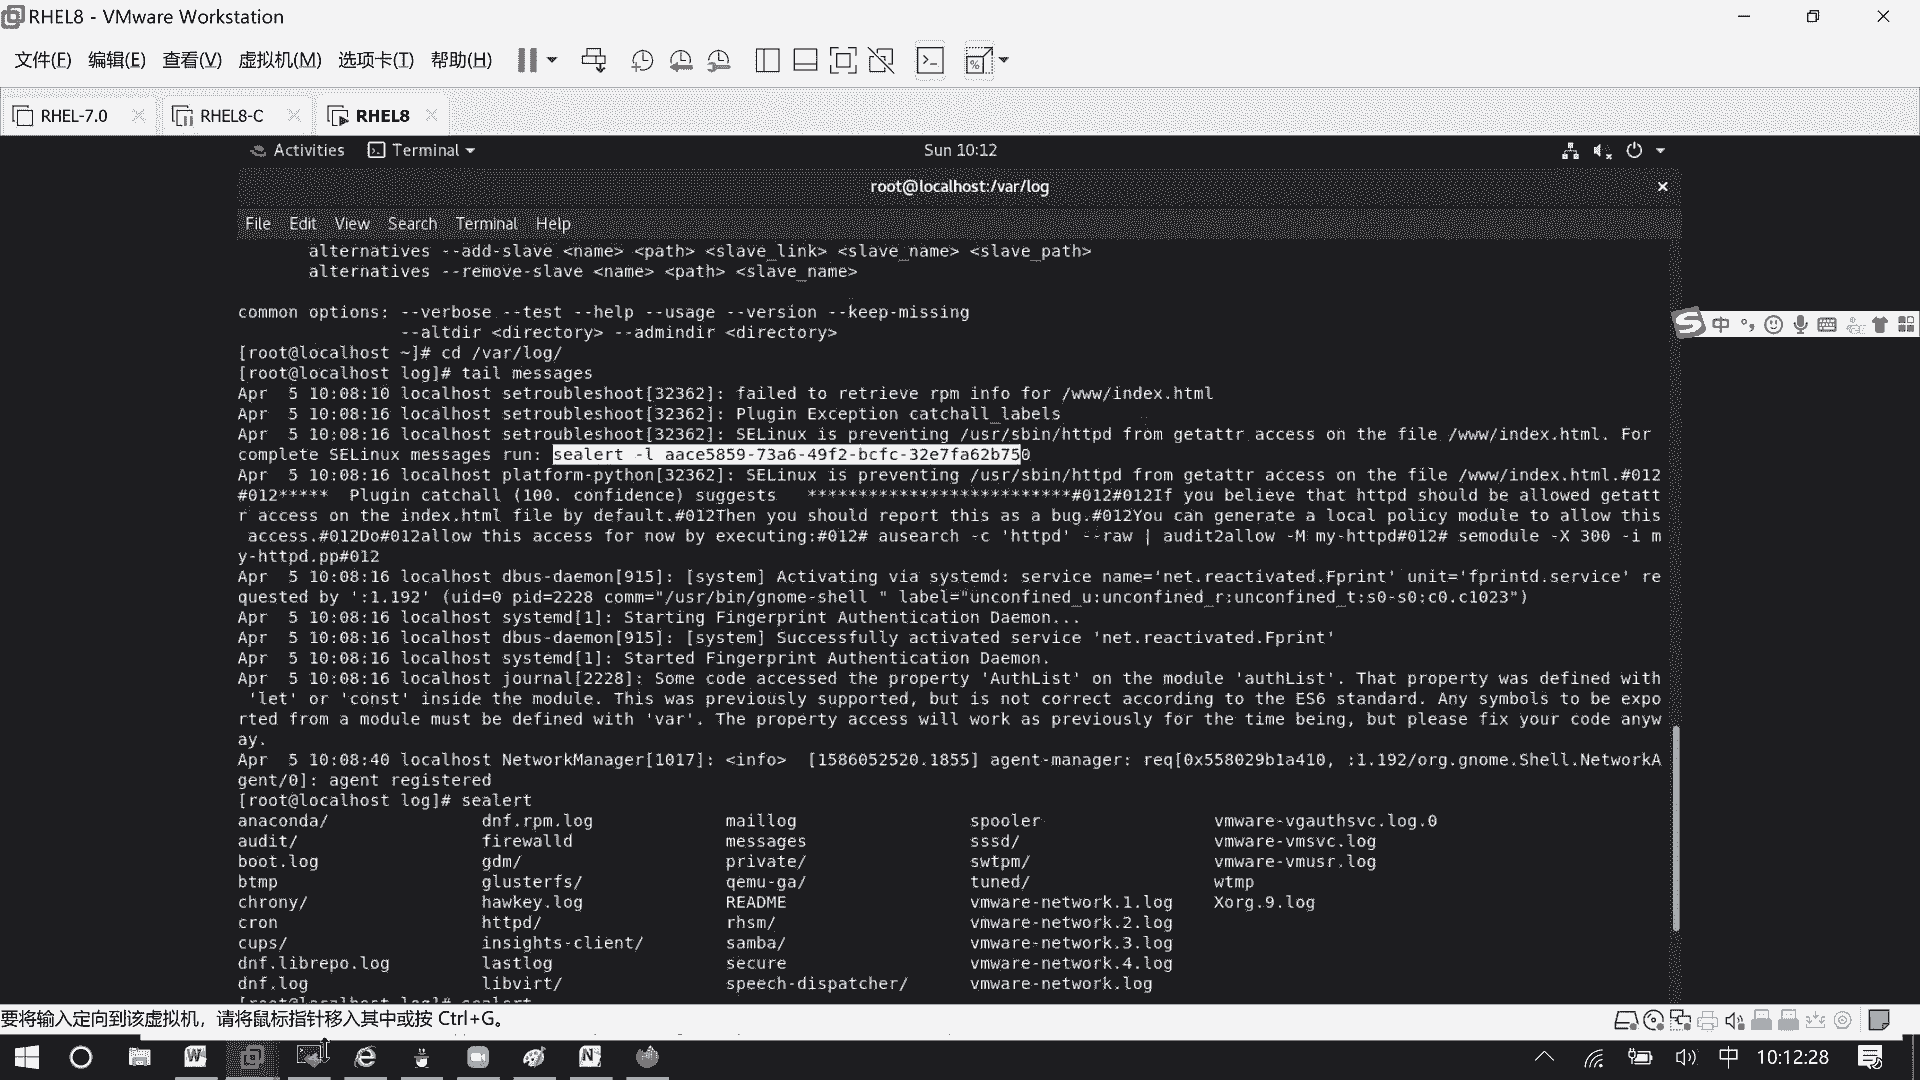 RHEL8 - VMware Workstation
文件(F) 编辑(E) 查看(V) 虚拟机(M) 选项卡(T) 帮助(H)
RHEL-7.0 RHEL8-C RHEL8
Activities Terminal Sun 10:12
root@localhost:/var/log
File Edit View Search Terminal Help
alternatives --add-slave <name> <path> <slave_link> <slave_name> <slave_path>
alternatives --remove-slave <name> <path> <slave_name>
common options: --verbose --test --help --usage --version --keep-missing
--altdir <directory> --admindir <directory>
[root@localhost ~]# cd /var/log/
[root@localhost log]# tail messages
Apr  5 10:08:10 localhost setroubleshoot[32362]: failed to retrieve rpm info for /www/index.html
Apr  5 10:08:16 localhost setroubleshoot[32362]: Plugin Exception catchall_labels
Apr  5 10:08:16 localhost setroubleshoot[32362]: SELinux is preventing /usr/sbin/httpd from getattr access on the file /www/index.html. For
complete SELinux messages run: sealert -l aace5859-73a6-49f2-bcfc-32e7fa62b750
Apr  5 10:08:16 localhost platform-python[32362]: SELinux is preventing /usr/sbin/httpd from getattr access on the file /www/index.html.#012
#012*****  Plugin catchall (100. confidence) suggests   **************************#012#012If you believe that httpd should be allowed getatt
r access on the index.html file by default.#012Then you should report this as a bug.#012You can generate a local policy module to allow this
access.#012Do#012allow this access for now by executing:#012# ausearch -c 'httpd' --raw | audit2allow -M my-httpd#012# semodule -X 300 -i m
y-httpd.pp#012
Apr  5 10:08:16 localhost dbus-daemon[915]: [system] Activating via systemd: service name='net.reactivated.Fprint' unit='fprintd.service' re
quested by ':1.192' (uid=0 pid=2228 comm="/usr/bin/gnome-shell " label="unconfined_u:unconfined_r:unconfined_t:s0-s0:c0.c1023")
Apr  5 10:08:16 localhost systemd[1]: Starting Fingerprint Authentication Daemon...
Apr  5 10:08:16 localhost dbus-daemon[915]: [system] Successfully activated service 'net.reactivated.Fprint'
Apr  5 10:08:16 localhost systemd[1]: Started Fingerprint Authentication Daemon.
Apr  5 10:08:16 localhost journal[2228]: Some code accessed the property 'AuthList' on the module 'authList'. That property was defined with
'let' or 'const' inside the module. This was previously supported, but is not correct according to the ES6 standard. Any symbols to be expo
rted from a module must be defined with 'var'. The property access will work as previously for the time being, but please fix your code anyw
ay.
Apr  5 10:08:40 localhost NetworkManager[1017]: <info>  [1586052520.1855] agent-manager: req[0x558029b1a410, :1.192/org.gnome.Shell.NetworkA
gent/0]: agent registered
[root@localhost log]# sealert
anaconda/ dnf.rpm.log maillog spooler vmware-vgauthsvc.log.0
audit/ firewalld messages sssd/ vmware-vmsvc.log
boot.log gdm/ private/ swtpm/ vmware-vmusr.log
btmp glusterfs/ qemu-ga/ tuned/ wtmp
chrony/ hawkey.log README vmware-network.1.log Xorg.9.log
cron httpd/ rhsm/ vmware-network.2.log
cups/ insights-client/ samba/ vmware-network.3.log
dnf.librepo.log lastlog secure vmware-network.4.log
dnf.log libvirt/ speech-dispatcher/ vmware-network.log
[root@localhost log]# sealert
中
要将输入定向到该虚拟机，请将鼠标指针移入其中或按 Ctrl+G。
中 10:12:28